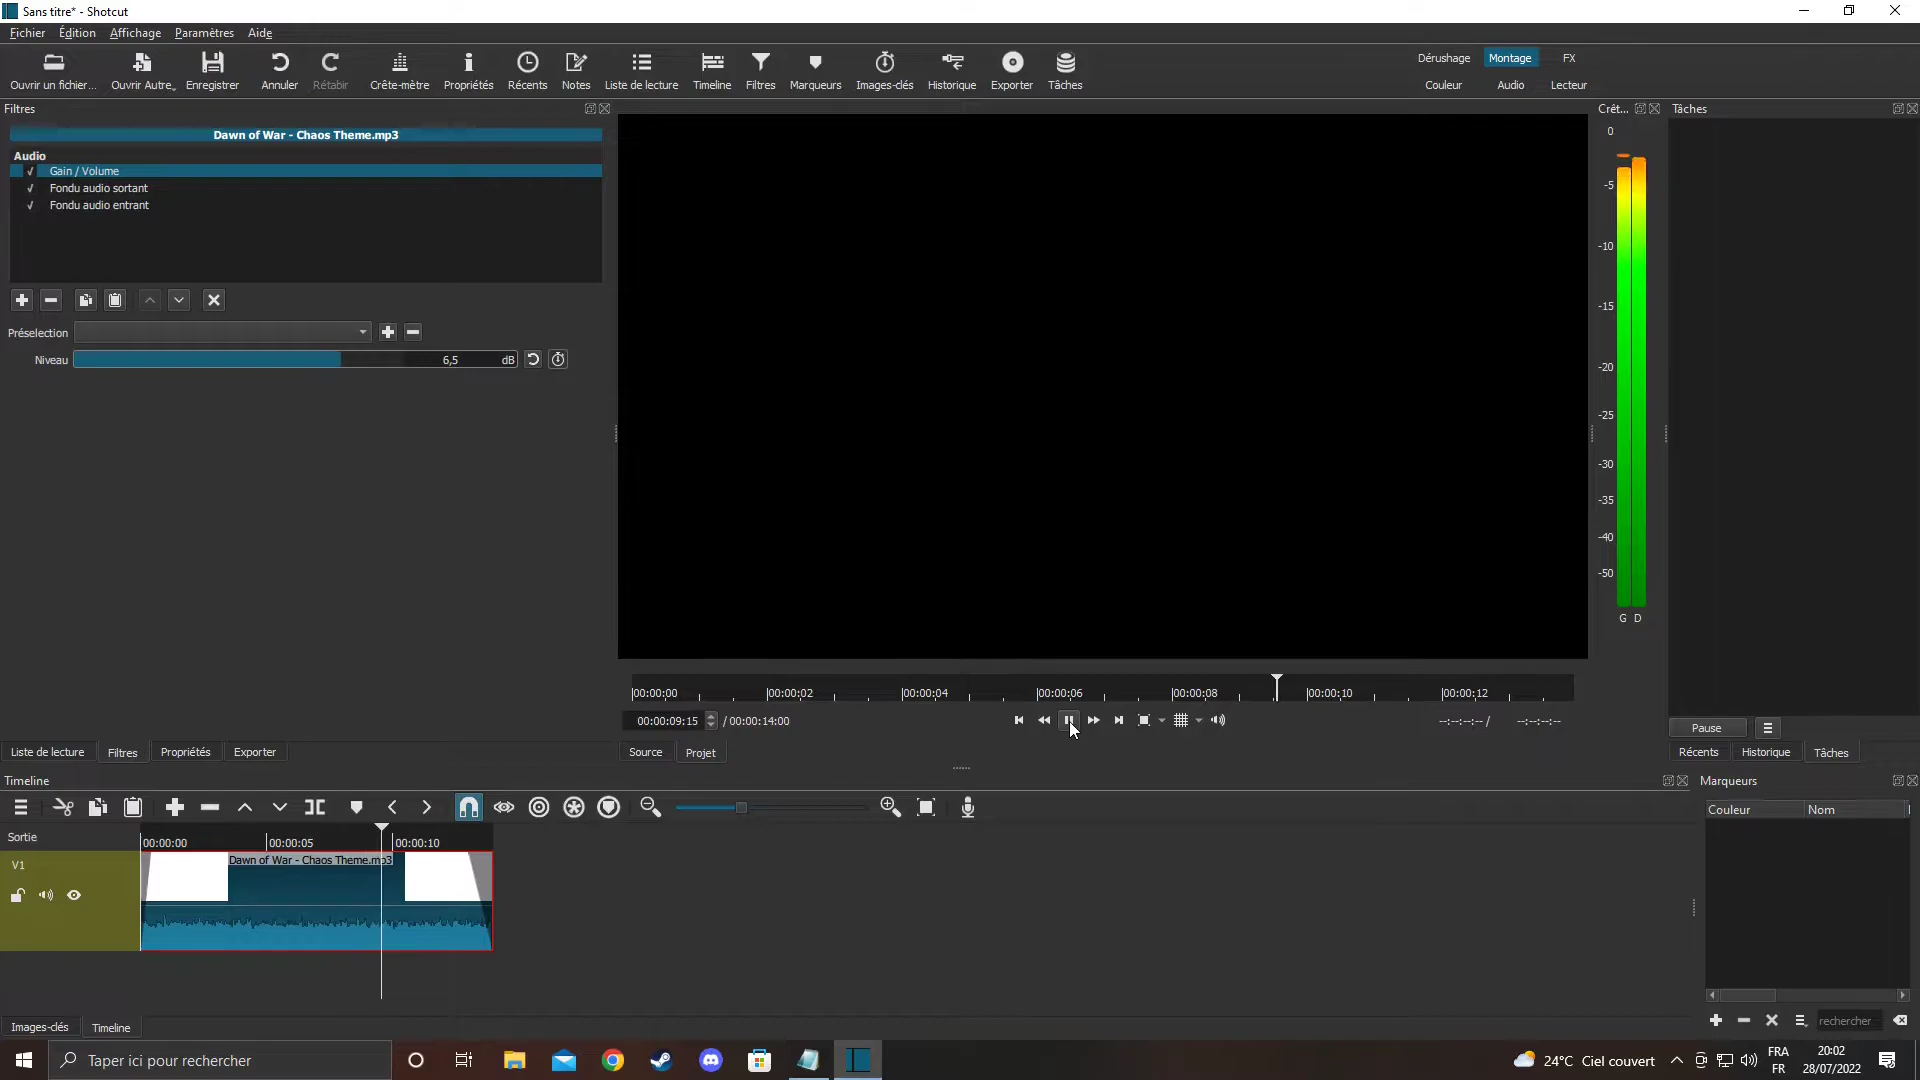 Sans titre* - Shotcut
Fichier Édition Affichage Paramètres Aide
Ouvrir un fichier... Ouvrir Autre... Enregistrer Annuler Rétablir Crête-mètre Propriétés Récents Notes Liste de lecture Timeline Filtres Marqueurs Images-clés Historique Exporter Tâches
Dérushage Montage FX
Couleur Audio Lecteur
Filtres
Dawn of War - Chaos Theme.mp3
Audio
Gain / Volume
Fondu audio sortant
Fondu audio entrant
Préselection
Niveau 6,5 dB
Crêt... Tâches
0
-5
-10
-15
-20
-25
-30
-35
-40
-50
G D
00:00:00 00:00:02 00:00:04 00:00:06 00:00:08 00:00:10 00:00:12
00:00:09:15 / 00:00:14:00 --:--:--:-- / --:--:--:--
Pause
Liste de lecture Filtres Propriétés Exporter
Source Projet
Récents Historique Tâches
Timeline
Marqueurs
Couleur Nom
Sortie
00:00:00 00:00:05 00:00:10
V1
Dawn of War - Chaos Theme.mp3
Images-clés Timeline
rechercher
Taper ici pour rechercher
24°C Ciel couvert
FRA
FR
20:02
28/07/2022